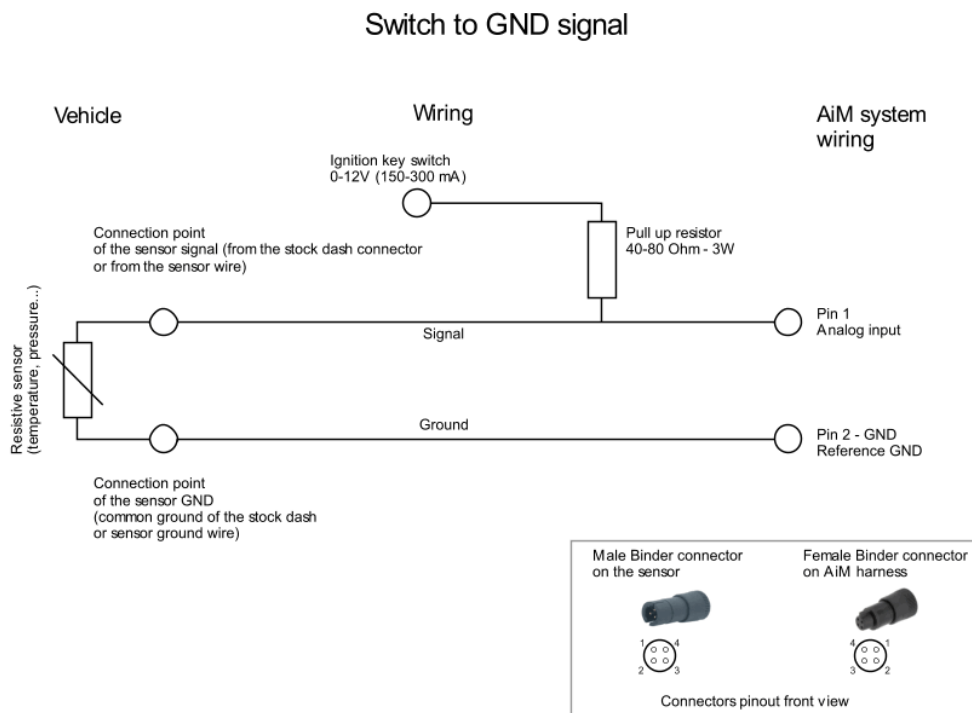 Switch to GND signal
Vehicle
Wiring
AiM system
wiring
Ignition key switch
0-12V (150-300 mA)
Connection point
of the sensor signal (from the stock dash connector
or from the sensor wire)
Pull up resistor
40-80 Ohm - 3W
Signal
Pin 1
Analog input
Resistive sensor
(temperature, pressure...)
Ground
Pin 2 - GND
Reference GND
Connection point
of the sensor GND
(common ground of the stock dash
or sensor ground wire)
Male Binder connector
on the sensor
Female Binder connector
on AiM harness
1 4
2 3
4 1
3 2
Connectors pinout front view